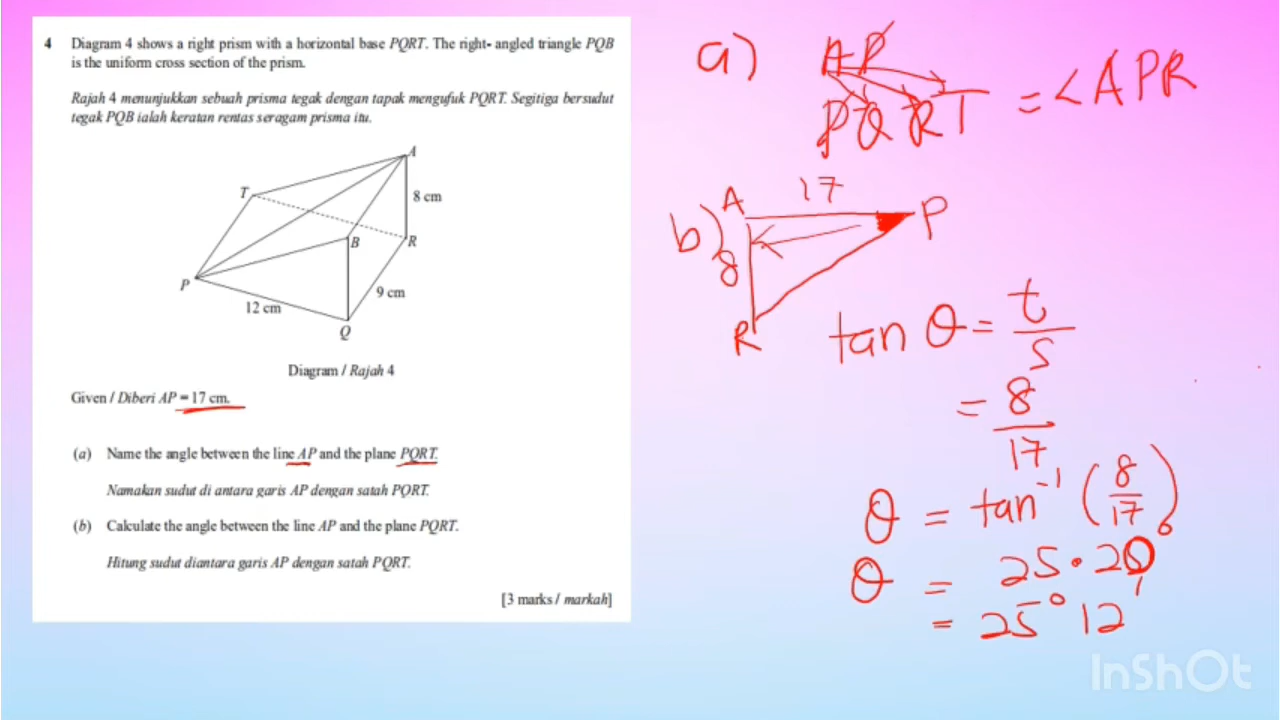 4 Diagram 4 shows a right prism with a horizontal base PQRT. The right- angled triangle PQB
is the uniform cross section of the prism.
Rajah 4 menunjukkan sebuah prisma tegak dengan tapak mengufuk PQRT. Segitiga bersudut
tegak PQB ialah keratan rentas seragam prisma itu.
A
T
8 cm
B
R
P
9 cm
12 cm
Q
Diagram / Rajah 4
Given / Diberi AP = 17 cm.
(a) Name the angle between the line AP and the plane PQRT.
Namakan sudut di antara garis AP dengan satah PQRT.
(b) Calculate the angle between the line AP and the plane PQRT.
Hitung sudut diantara garis AP dengan satah PQRT.
[3 marks / markah]
a) A P
P Q R T = ∠APR
b) A 17 P
8
R
tan θ = t/s
= 8/17
θ = tan⁻¹ (8/17)
θ = 25.20°
= 25° 12'
InShOt